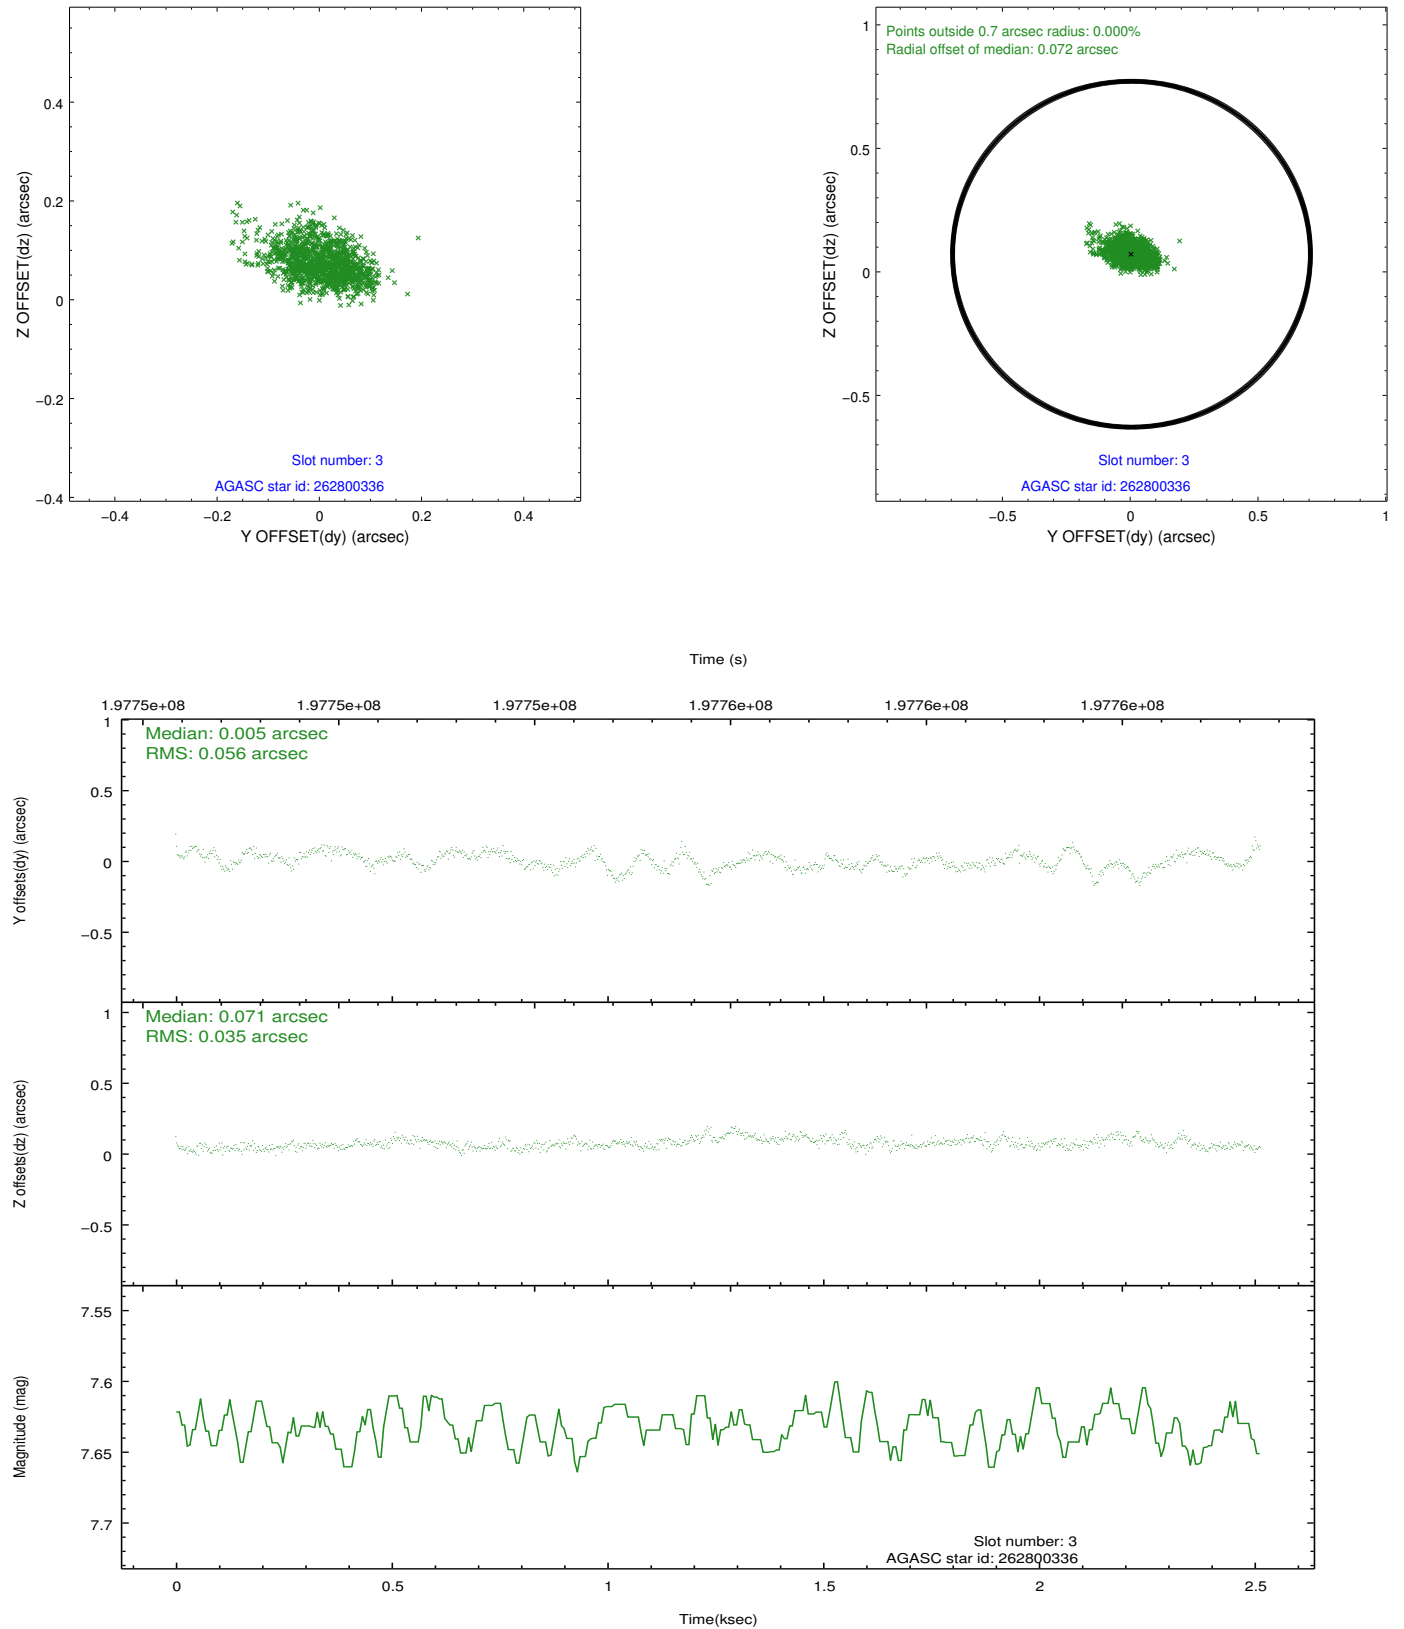 0.4
0.2
0
−0.2
−0.4
Z OFFSET(dz) (arcsec)
Slot number: 3
AGASC star id: 262800336
−0.4
−0.2
0
0.2
0.4
Y OFFSET(dy) (arcsec)
Points outside 0.7 arcsec radius: 0.000%
Radial offset of median: 0.072 arcsec
1
0.5
0
−0.5
Z OFFSET(dz) (arcsec)
Slot number: 3
AGASC star id: 262800336
−0.5
0
0.5
1
Y OFFSET(dy) (arcsec)
Time (s)
1.9775e+08
1.9775e+08
1.9775e+08
1.9776e+08
1.9776e+08
1.9776e+08
Median: 0.005 arcsec
RMS: 0.056 arcsec
1
0.5
0
−0.5
Y offsets(dy) (arcsec)
Median: 0.071 arcsec
RMS: 0.035 arcsec
1
0.5
0
−0.5
Z offsets(dz) (arcsec)
7.55
7.6
7.65
7.7
Magnitude (mag)
Slot number: 3
AGASC star id: 262800336
0
0.5
1
1.5
2
2.5
Time(ksec)